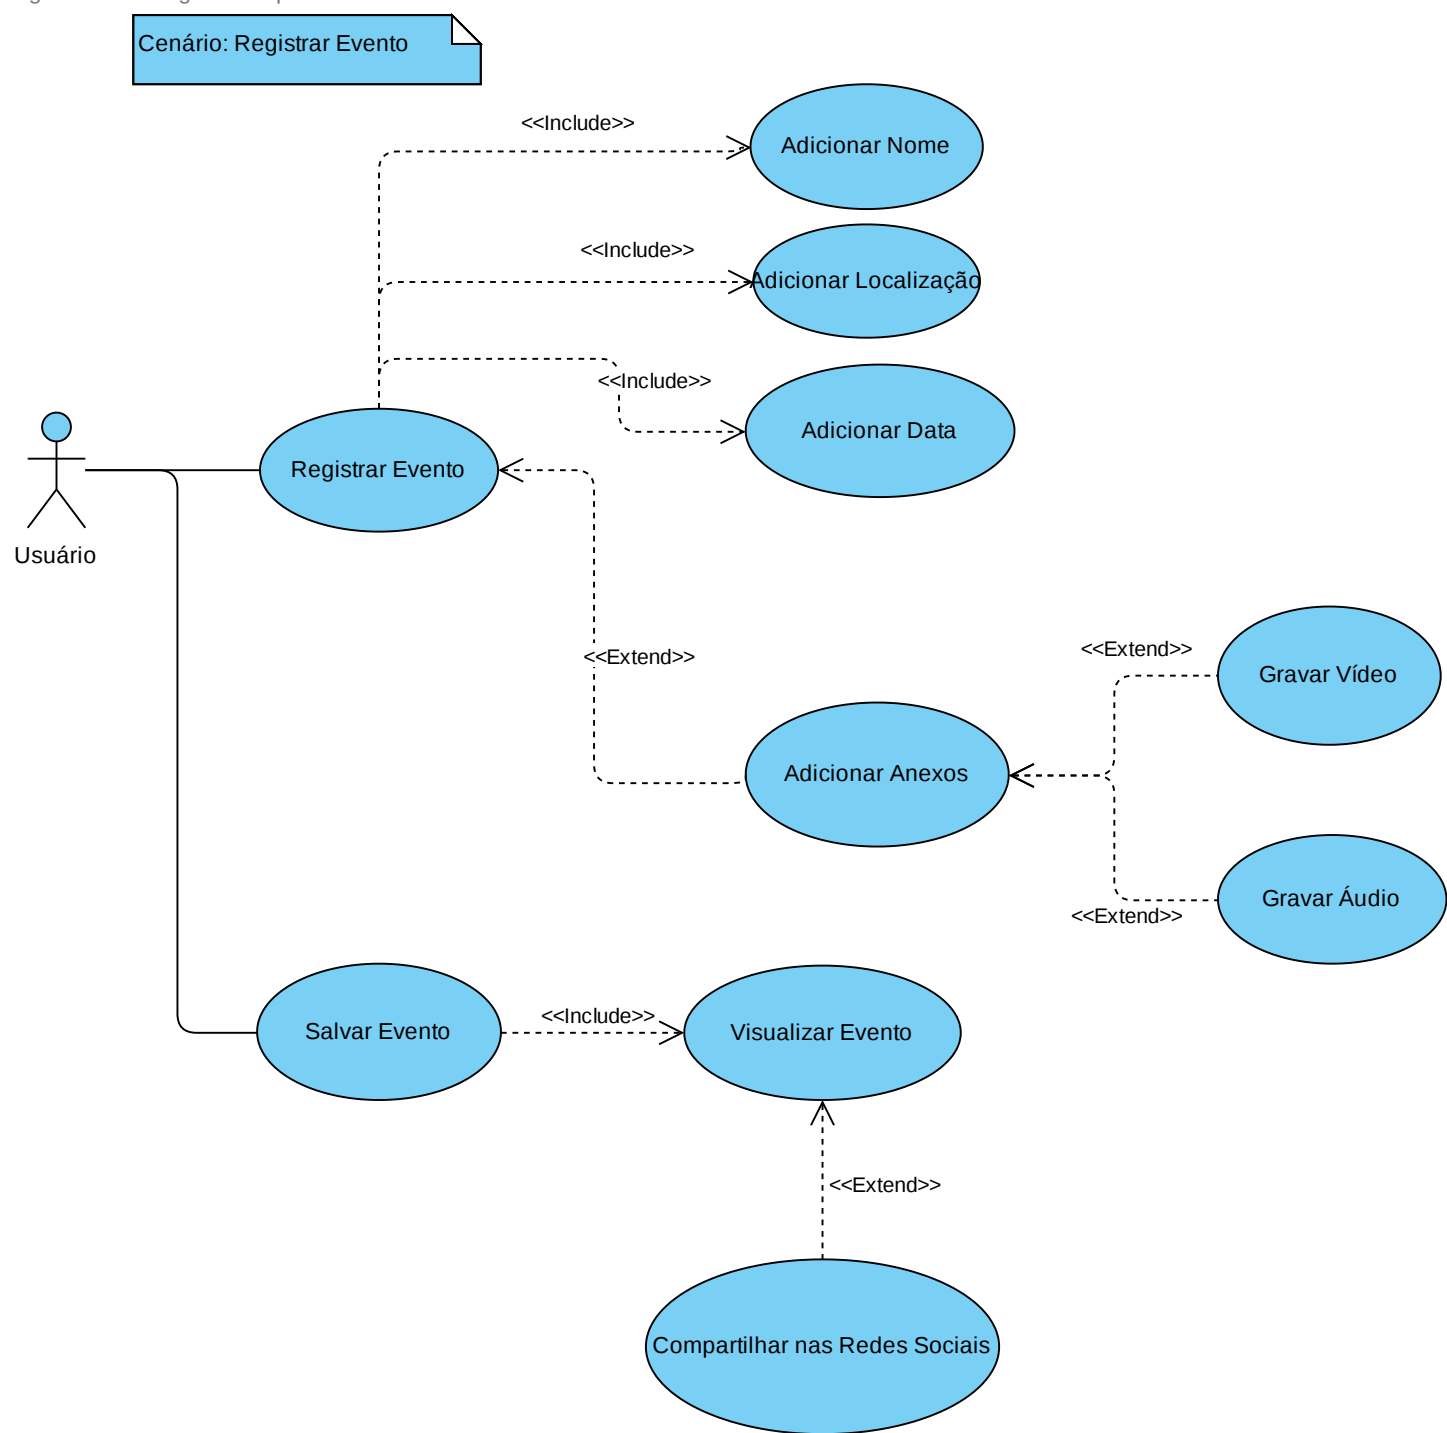 Cenário: Registrar Evento
<<Include>>
Adicionar Nome
<<Include>>
Adicionar Localização
<<Include>>
Adicionar Data
Registrar Evento
Usuário
<<Extend>>
<<Extend>>
Gravar Vídeo
Adicionar Anexos
Gravar Áudio
<<Extend>>
<<Include>>
Salvar Evento
Visualizar Evento
<<Extend>>
Compartilhar nas Redes Sociais